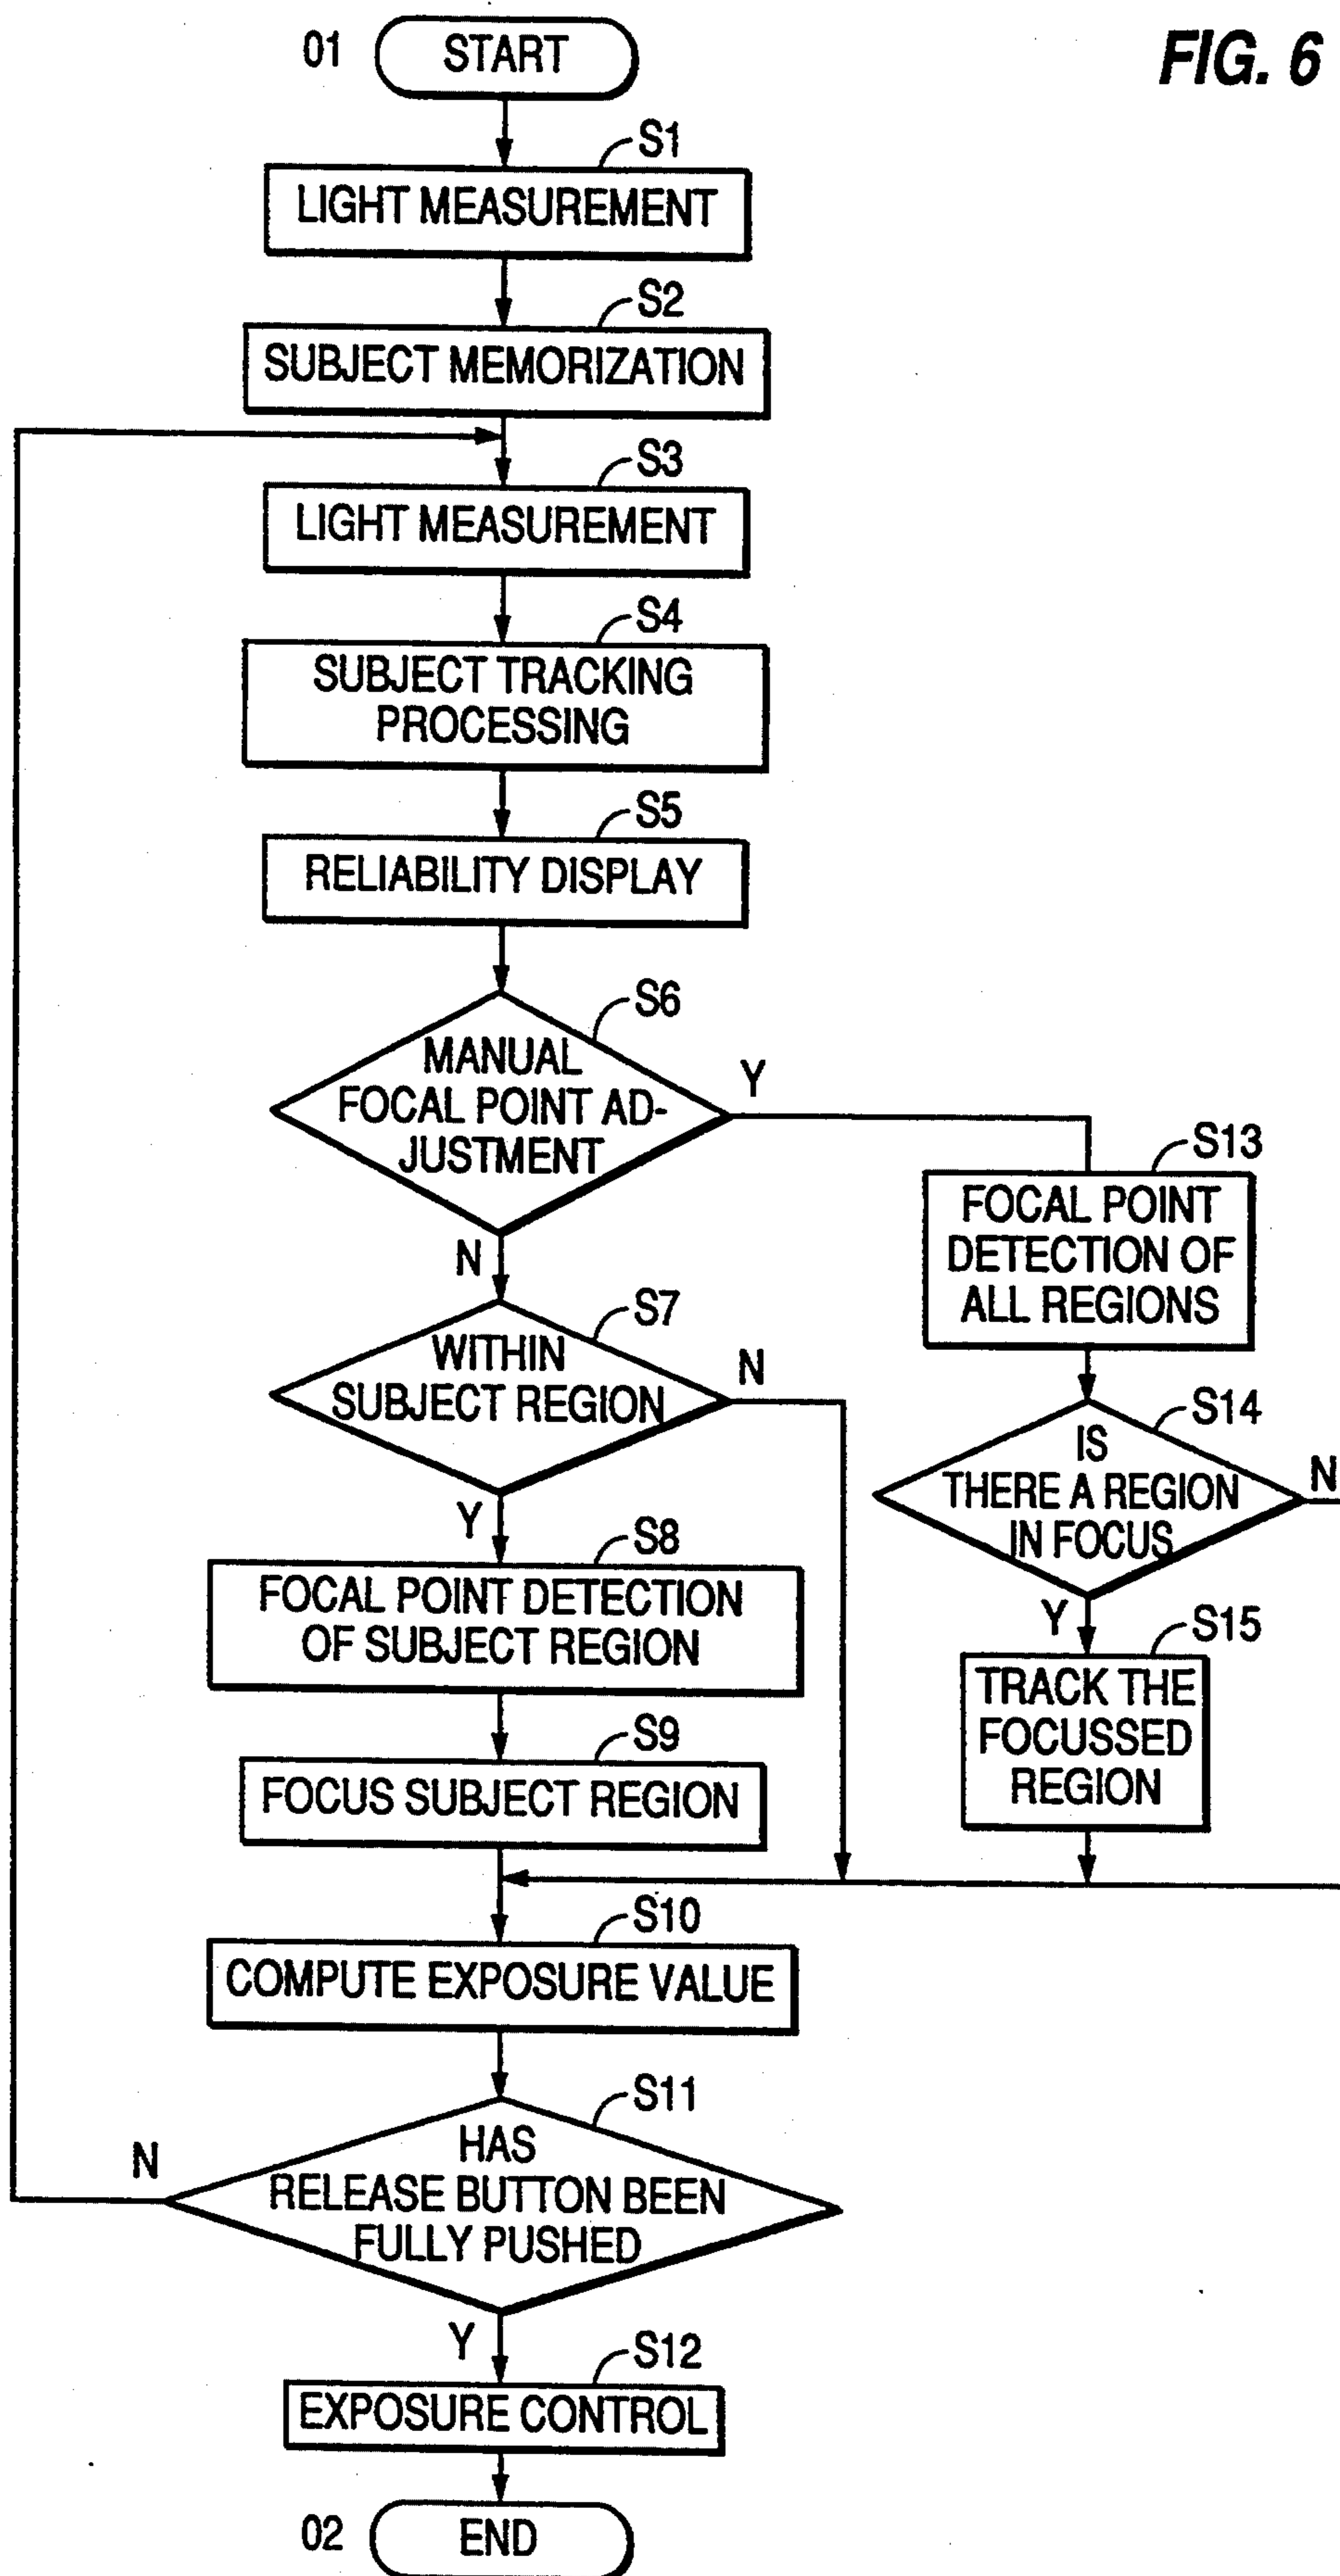 FIG. 6
01
START
S1
LIGHT MEASUREMENT
S2
SUBJECT MEMORIZATION
S3
LIGHT MEASUREMENT
S4
SUBJECT TRACKING
PROCESSING
S5
RELIABILITY DISPLAY
S6
MANUAL
FOCAL POINT AD-
JUSTMENT
Y
N
S7
WITHIN
SUBJECT REGION
N
Y
S8
FOCAL POINT DETECTION
OF SUBJECT REGION
S9
FOCUS SUBJECT REGION
S13
FOCAL POINT
DETECTION OF
ALL REGIONS
S14
IS
THERE A REGION
IN FOCUS
N
Y
S15
TRACK THE
FOCUSSED
REGION
S10
COMPUTE EXPOSURE VALUE
S11
HAS
RELEASE BUTTON BEEN
FULLY PUSHED
N
Y
S12
EXPOSURE CONTROL
02
END